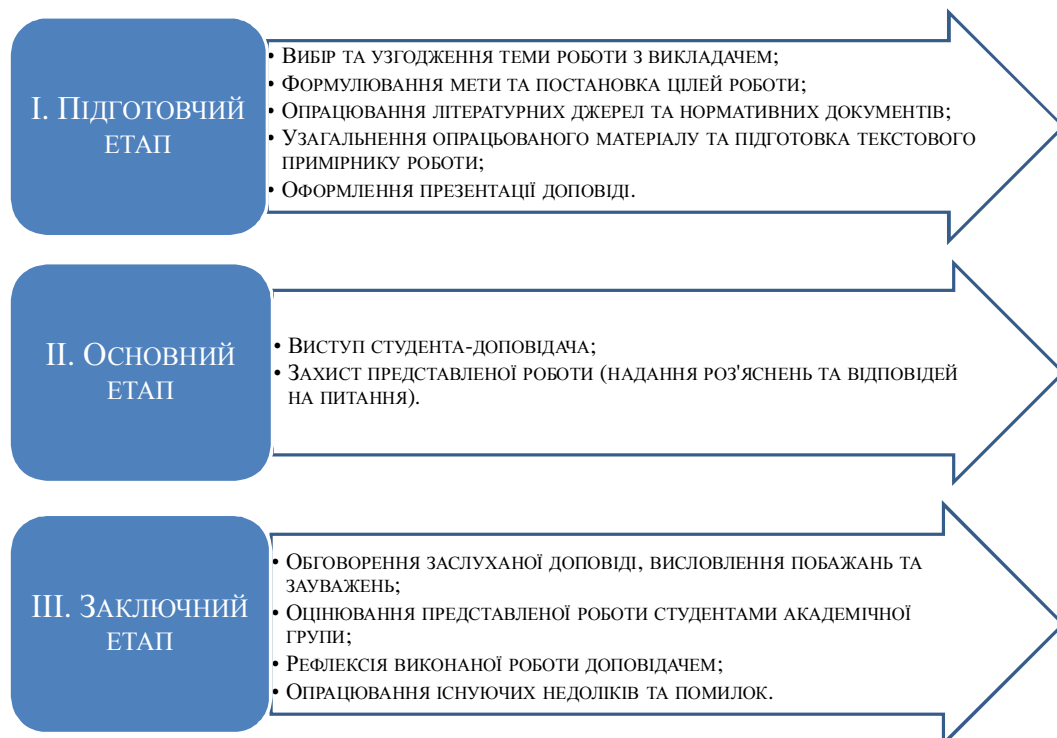 І. Підготовчий
етап
• Вибір та узгодження теми роботи з викладачем;
• Формулювання мети та постановка цілей роботи;
• Опрацювання літературних джерел та нормативних документів;
• Узагальнення опрацьованого матеріалу та підготовка текстового
примірнику роботи;
• Оформлення презентації доповіді.
ІІ. Основний
етап
• Виступ студента-доповідача;
• Захист представленої роботи (надання роз'яснень та відповідей
на питання).
ІІІ. Заключний
етап
• Обговорення заслуханої доповіді, висловлення побажань та
зауважень;
• Оцінювання представленої роботи студентами академічної
групи;
• Рефлексія виконаної роботи доповідачем;
• Опрацювання існуючих недоліків та помилок.